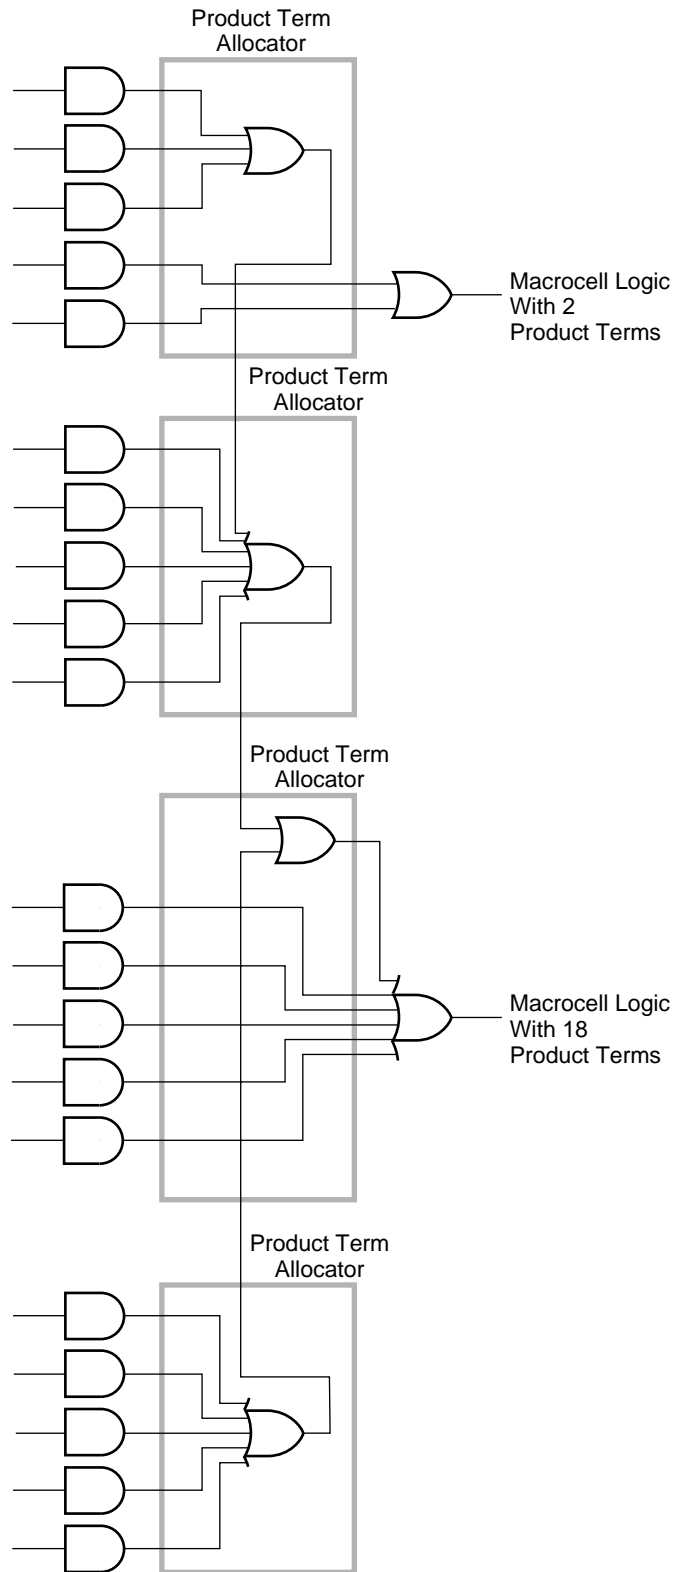 Product Term
Allocator
Macrocell Logic
With 2
Product Terms
Product Term
Allocator
Product Term
Allocator
Macrocell Logic
With 18
Product Terms
Product Term
Allocator